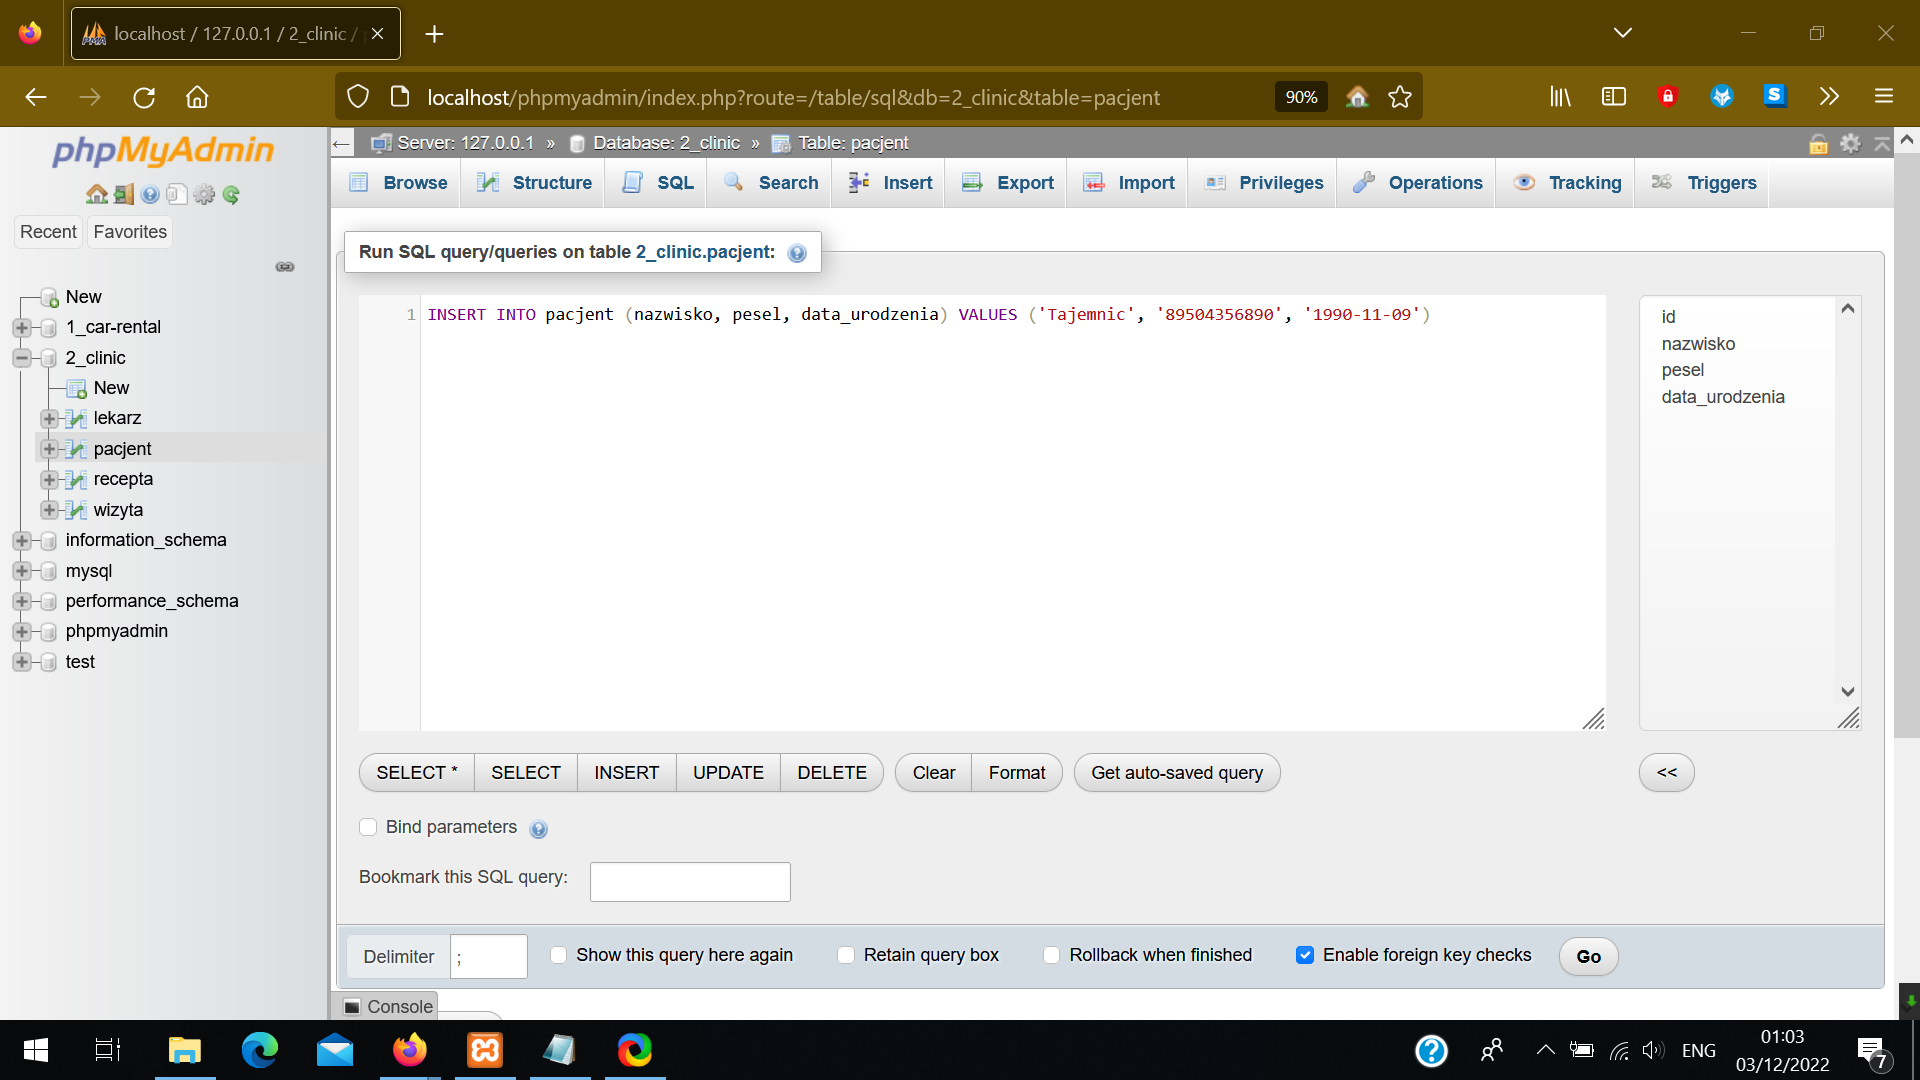 localhost / 127.0.0.1 / 2_clinic /
localhost/phpmyadmin/index.php?route=/table/sql&db=2_clinic&table=pacjent
90%
phpMyAdmin
Recent
Favorites
New
1_car-rental
2_clinic
New
lekarz
pacjent
recepta
wizyta
information_schema
mysql
performance_schema
phpmyadmin
test
Server: 127.0.0.1 » Database: 2_clinic » Table: pacjent
Browse
Structure
SQL
Search
Insert
Export
Import
Privileges
Operations
Tracking
Triggers
Run SQL query/queries on table 2_clinic.pacjent:
1 INSERT INTO pacjent (nazwisko, pesel, data_urodzenia) VALUES ('Tajemnic', '89504356890', '1990-11-09')
id
nazwisko
pesel
data_urodzenia
SELECT *
SELECT
INSERT
UPDATE
DELETE
Clear
Format
Get auto-saved query
<<
Bind parameters
Bookmark this SQL query:
Delimiter
;
Show this query here again
Retain query box
Rollback when finished
Enable foreign key checks
Go
Console
ENG
01:03
03/12/2022
7